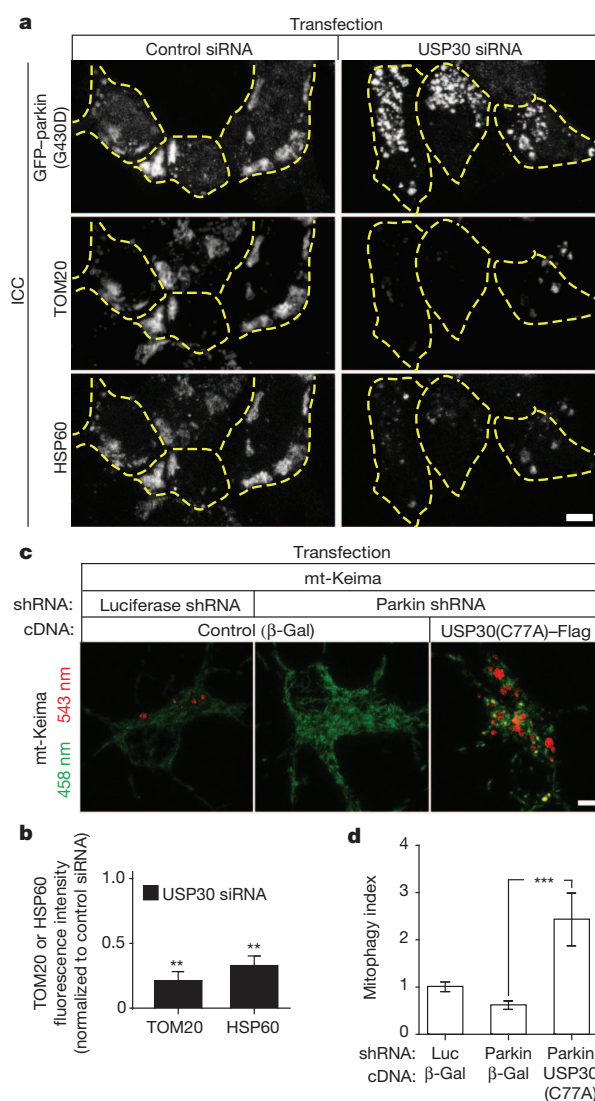 a
Transfection
Control siRNA
USP30 siRNA
ICC
GFP–parkin
(G430D)
TOM20
HSP60
c
Transfection
mt-Keima
shRNA:
Luciferase shRNA
Parkin shRNA
cDNA:
Control (β-Gal)
USP30(C77A)–Flag
mt-Keima
458 nm 543 nm
b
TOM20 or HSP60
fluorescence intensity
(normalized to control siRNA)
1.0
0.5
0
USP30 siRNA
**
**
TOM20
HSP60
d
Mitophagy index
4
3
2
1
0
***
shRNA: Luc Parkin Parkin
cDNA: β-Gal β-Gal USP30
(C77A)